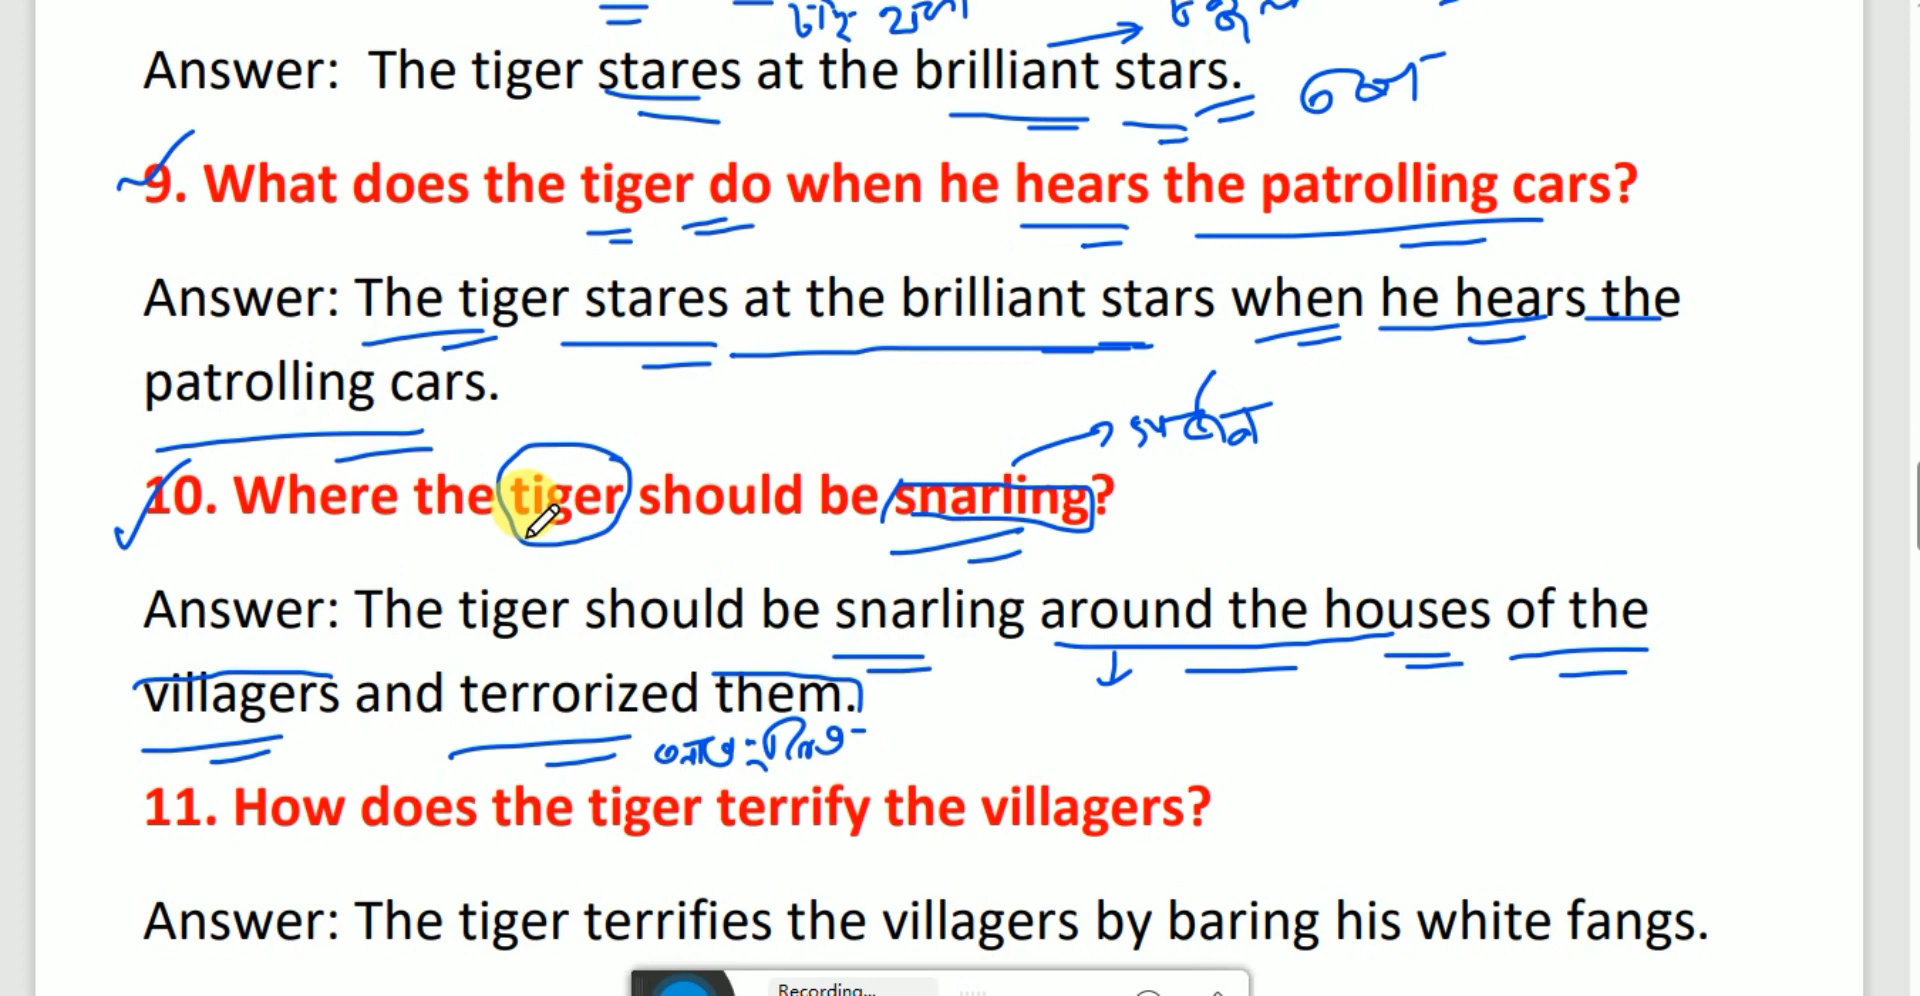 Answer: The tiger stares at the brilliant stars.
9. What does the tiger do when he hears the patrolling cars?
Answer: The tiger stares at the brilliant stars when he hears the
patrolling cars.
10. Where the tiger should be snarling?
Answer: The tiger should be snarling around the houses of the
villagers and terrorized them.
11. How does the tiger terrify the villagers?
Answer: The tiger terrifies the villagers by baring his white fangs.
Recording...